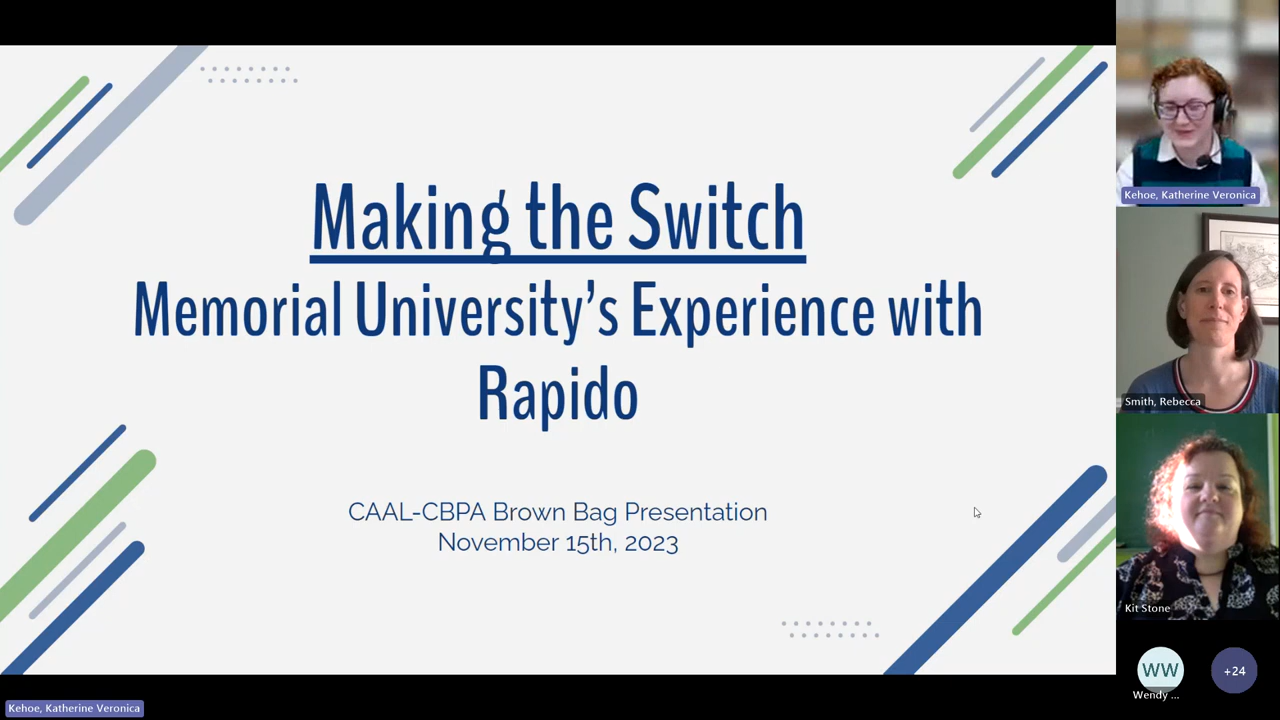 Making the Switch
Memorial University's Experience with
Rapido
CAAL-CBPA Brown Bag Presentation
November 15th, 2023
Kehoe, Katherine Veronica
Smith, Rebecca
Kit Stone
WW
+24
Wendy ...
Kehoe, Katherine Veronica